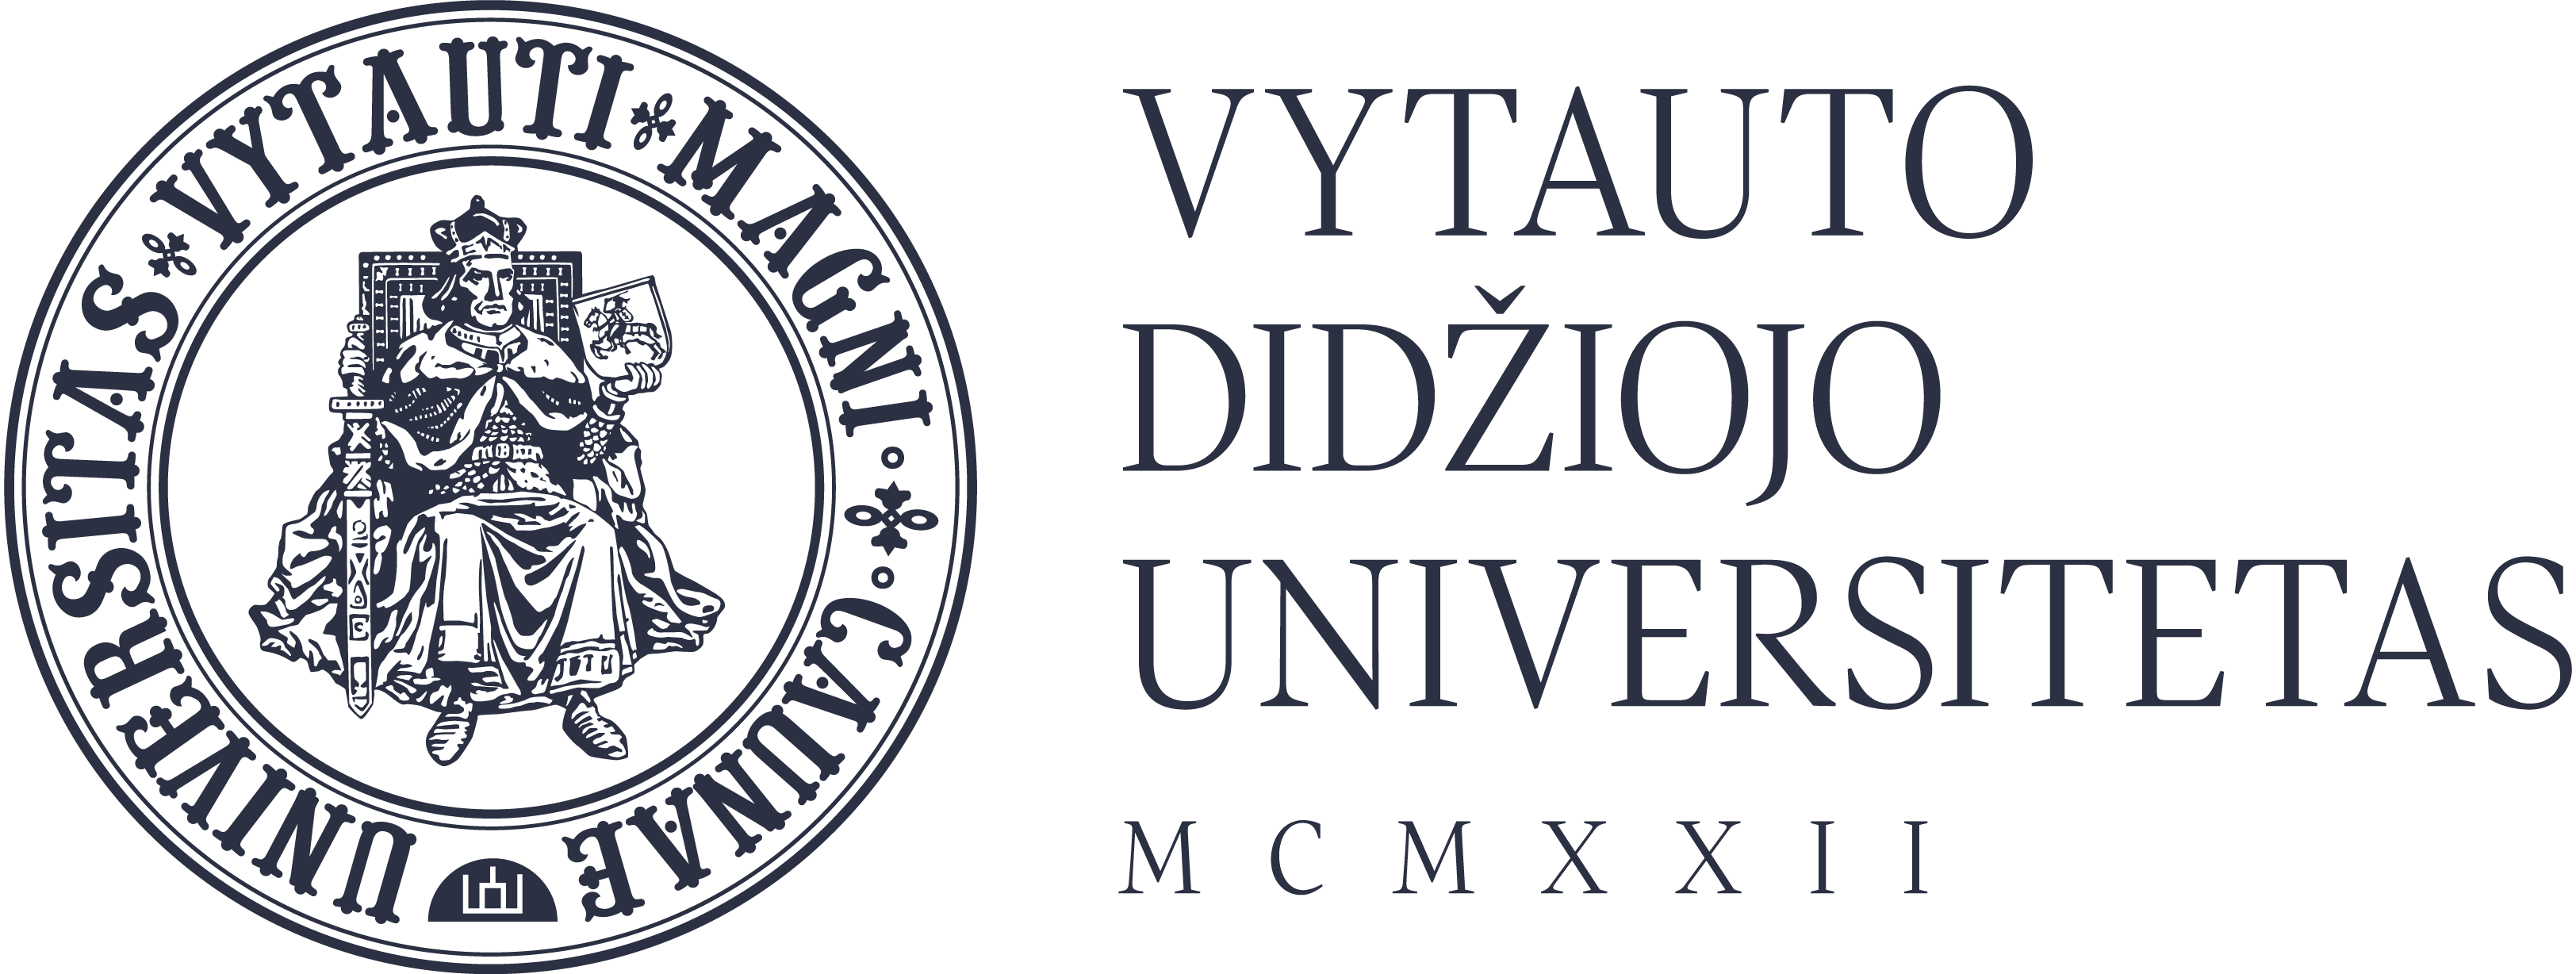 UNIVERSITAS VYTAUTI MAGNI CAUNAE
VYTAUTO
DIDŽIOJO
UNIVERSITETAS
MCMXXII